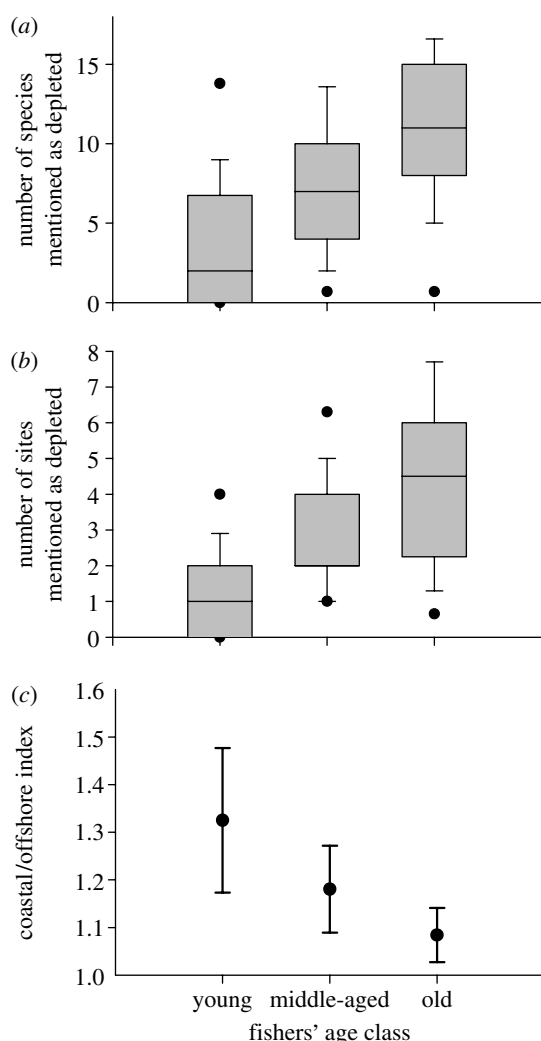 (a)
number of species
mentioned as depleted
15
10
5
0
(b)
number of sites
mentioned as depleted
8
7
6
5
4
3
2
1
0
(c)
coastal/offshore index
1.6
1.5
1.4
1.3
1.2
1.1
1.0
young middle-aged old
fishers' age class